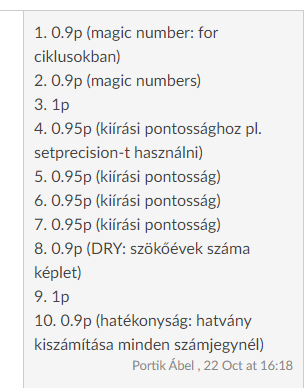 1. 0.9p (magic number: for
ciklusokban)
2. 0.9p (magic numbers)
3. 1p
4. 0.95p (kiírási pontossághoz pl.
setprecision-t használni)
5. 0.95p (kiírási pontosság)
6. 0.95p (kiírási pontosság)
7. 0.95p (kiírási pontosság)
8. 0.9p (DRY: szökőévek száma
képlet)
9. 1p
10. 0.9p (hatékonyság: hatvány
kiszámítása minden számjegynél)
Portik Ábel , 22 Oct at 16:18